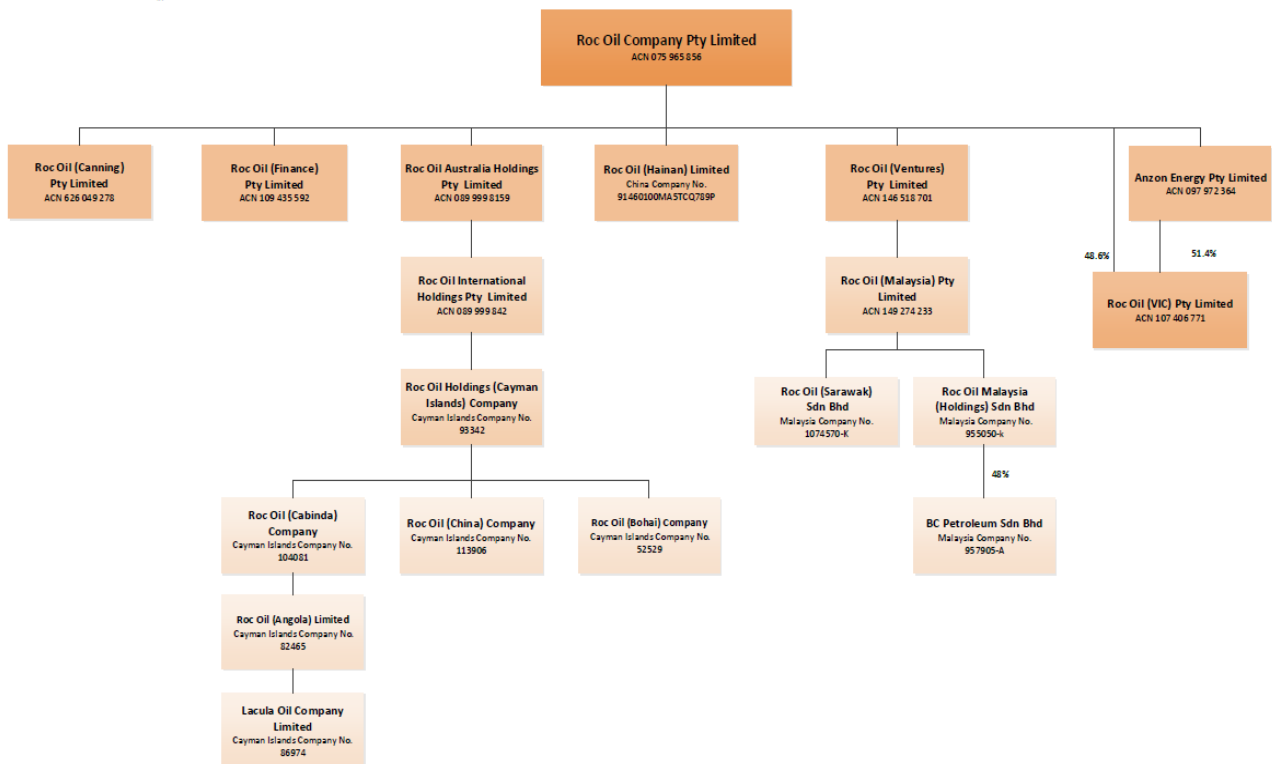 Roc Oil Company Pty Limited
ACN 075 965 856
Roc Oil (Canning)
Pty Limited
ACN 626 049 278
Roc Oil (Finance)
Pty Limited
ACN 109 435 592
Roc Oil Australia Holdings
Pty Limited
ACN 089 999 8159
Roc Oil (Hainan) Limited
China Company No.
91460100MA5TCQ789P
Roc Oil (Ventures)
Pty Limited
ACN 146 518 701
Anzon Energy Pty Limited
ACN 097 972 364
48.6%
51.4%
Roc Oil International
Holdings Pty Limited
ACN 089 999 842
Roc Oil (Malaysia) Pty
Limited
ACN 149 274 233
Roc Oil (VIC) Pty Limited
ACN 107 406 771
Roc Oil Holdings (Cayman
Islands) Company
Cayman Islands Company No.
93342
Roc Oil (Sarawak)
Sdn Bhd
Malaysia Company No.
1074570-K
Roc Oil Malaysia
(Holdings) Sdn Bhd
Malaysia Company No.
955050-k
48%
Roc Oil (Cabinda)
Company
Cayman Islands Company No.
104081
Roc Oil (China) Company
Cayman Islands Company No.
113906
Roc Oil (Bohai) Company
Cayman Islands Company No.
52529
BC Petroleum Sdn Bhd
Malaysia Company No.
957905-A
Roc Oil (Angola) Limited
Cayman Islands Company No.
82465
Lacula Oil Company
Limited
Cayman Islands Company No.
86974